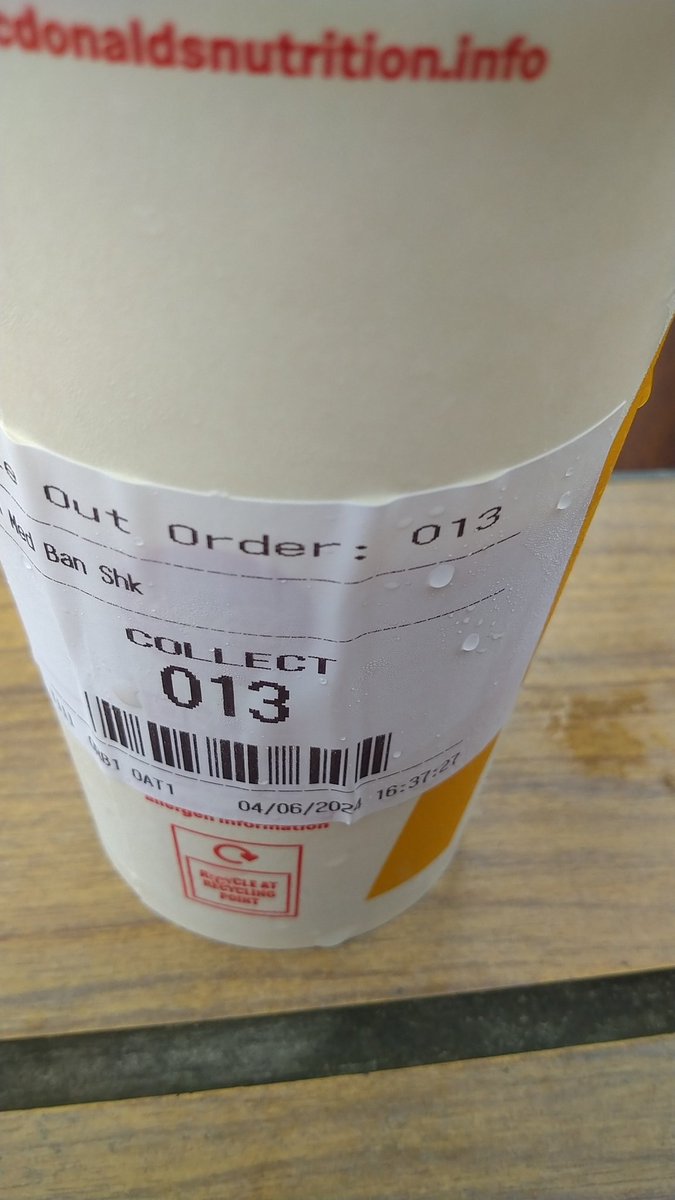 cdonaldsnutrition.info
Out Order: 013
Med Ban Shk
COLLECT
013
OAT1
04/06/2024 16:37:27
allergen information
RECYCLE AT
RECYCLING
POINT